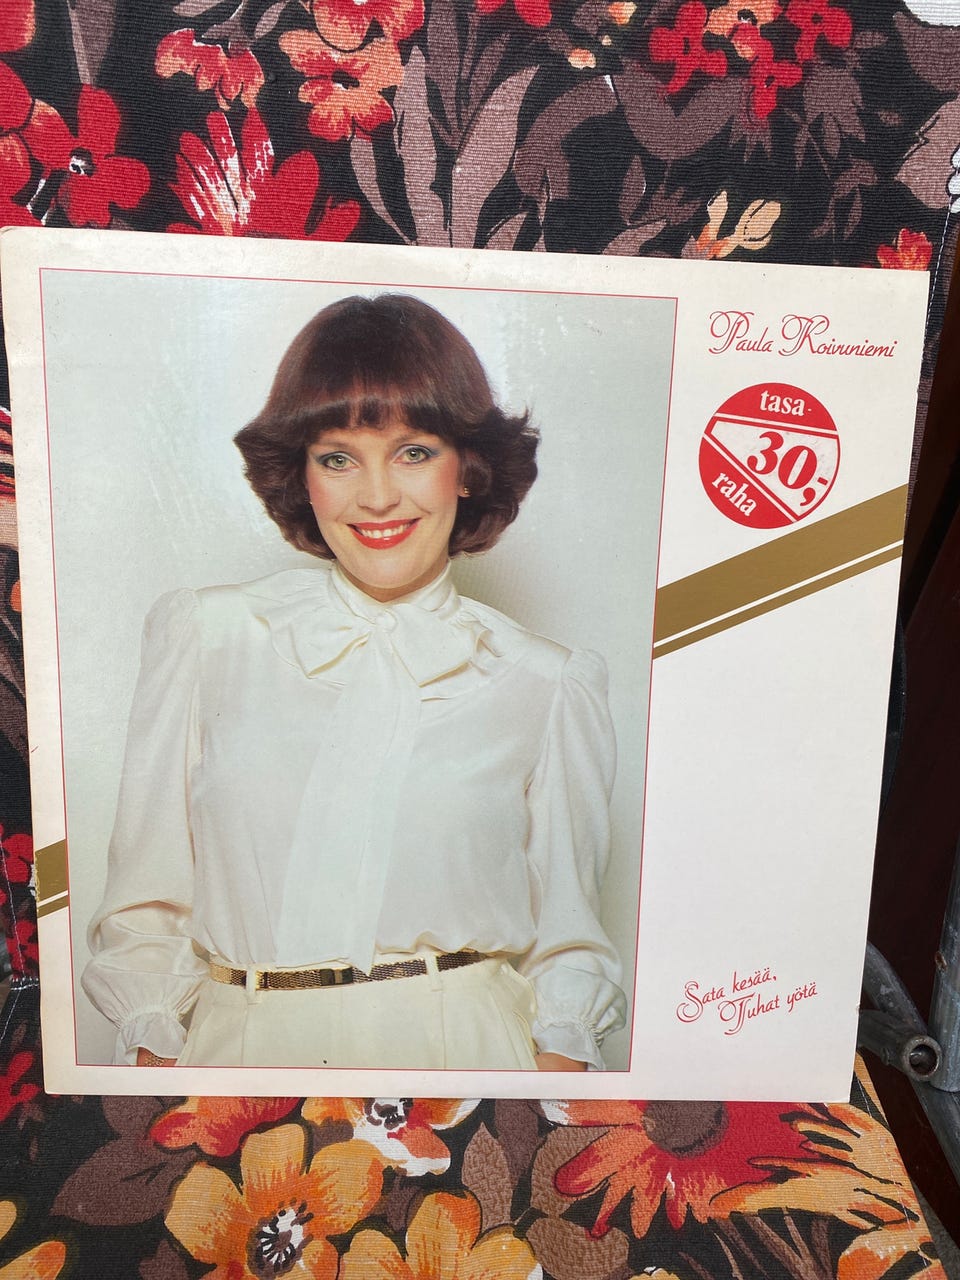 Paula Koivuniemi
tasa-
30,-
raha
Sata kesää,
Tuhat yötä